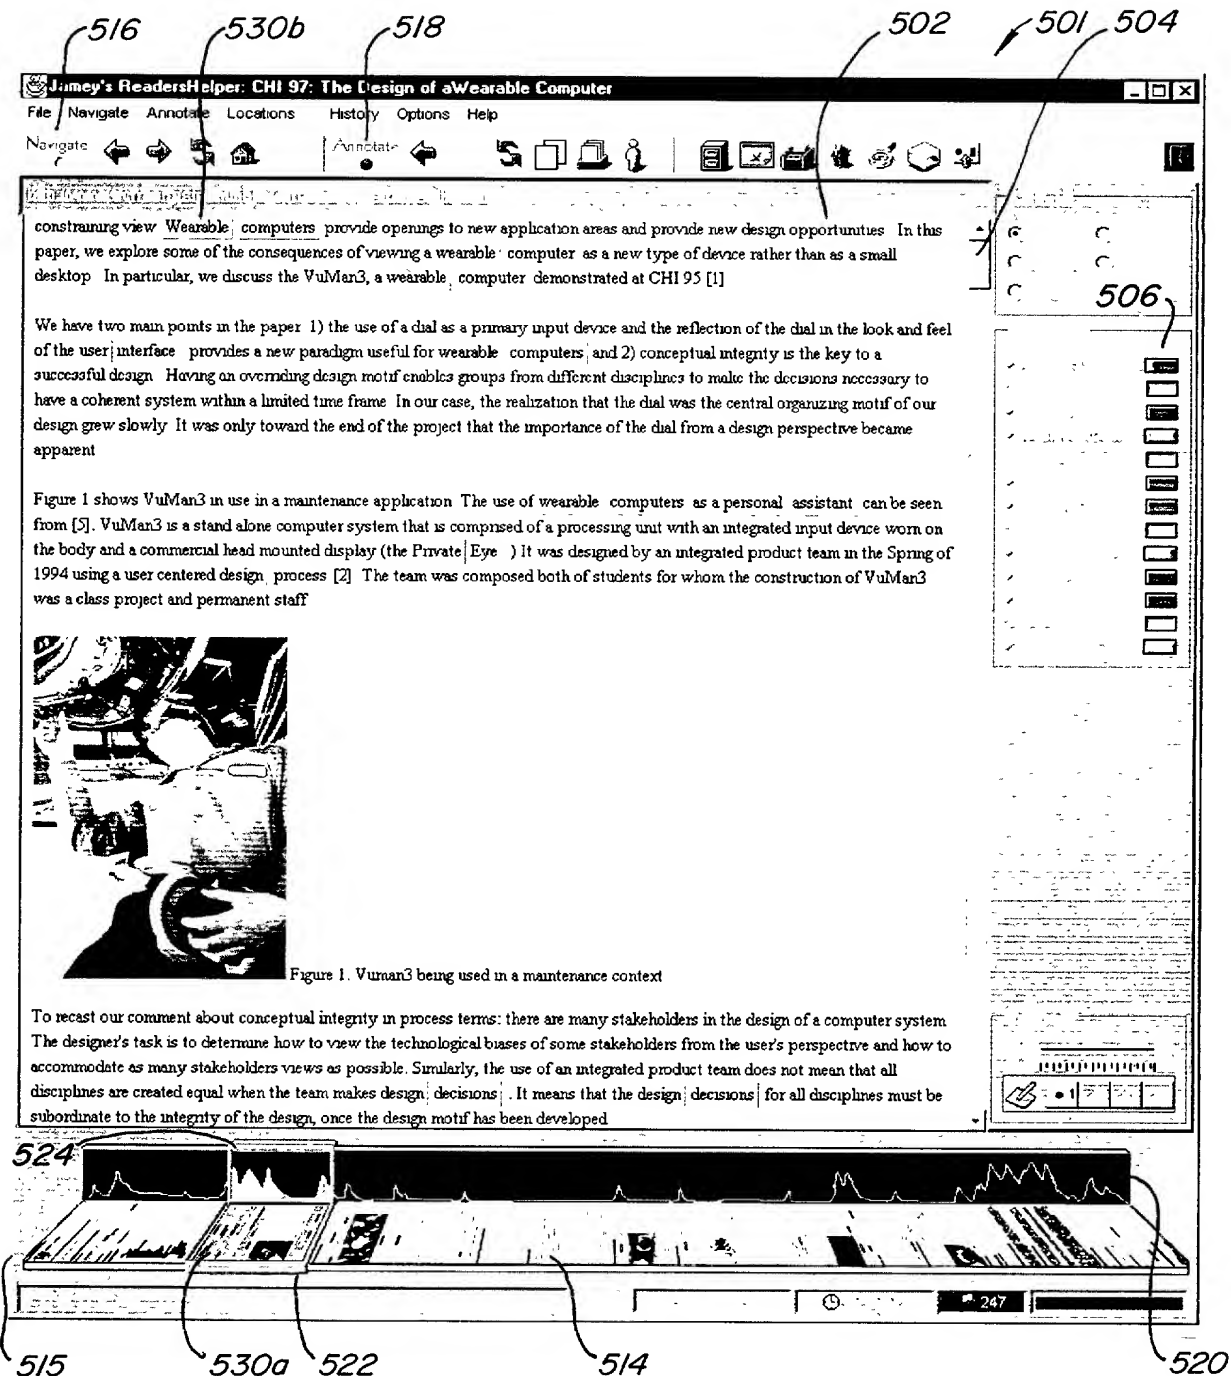 516 530b 518 502 501 504
Jamey's ReadersHelper: CHI 97: The Design of aWearable Computer
File Navigate Annotate Locations History Options Help
Navigate Annotate
constraining view Wearable computers provide openings to new application areas and provide new design opportunities In this
paper, we explore some of the consequences of viewing a wearable computer as a new type of device rather than as a small
desktop In particular, we discuss the VuMan3, a wearable computer demonstrated at CHI 95 [1]
506
We have two main points in the paper 1) the use of a dial as a primary input device and the reflection of the dial in the look and feel
of the user interface provides a new paradigm useful for wearable computers and 2) conceptual integrity is the key to a
successful design Having an overriding design motif enables groups from different disciplines to make the decisions necessary to
have a coherent system within a limited time frame In our case, the realization that the dial was the central organizing motif of our
design grew slowly It was only toward the end of the project that the importance of the dial from a design perspective became
apparent
Figure 1 shows VuMan3 in use in a maintenance application The use of wearable computers as a personal assistant can be seen
from [5]. VuMan3 is a stand alone computer system that is comprised of a processing unit with an integrated input device worn on
the body and a commercial head mounted display (the Private Eye ) It was designed by an integrated product team in the Spring of
1994 using a user centered design process [2] The team was composed both of students for whom the construction of VuMan3
was a class project and permanent staff
Figure 1. Vuman3 being used in a maintenance context
To recast our comment about conceptual integrity in process terms: there are many stakeholders in the design of a computer system
The designer's task is to determine how to view the technological biases of some stakeholders from the user's perspective and how to
accommodate as many stakeholders views as possible. Similarly, the use of an integrated product team does not mean that all
disciplines are created equal when the team makes design decisions . It means that the design decisions for all disciplines must be
subordinate to the integrity of the design, once the design motif has been developed
524
247
515 530a 522 514 520